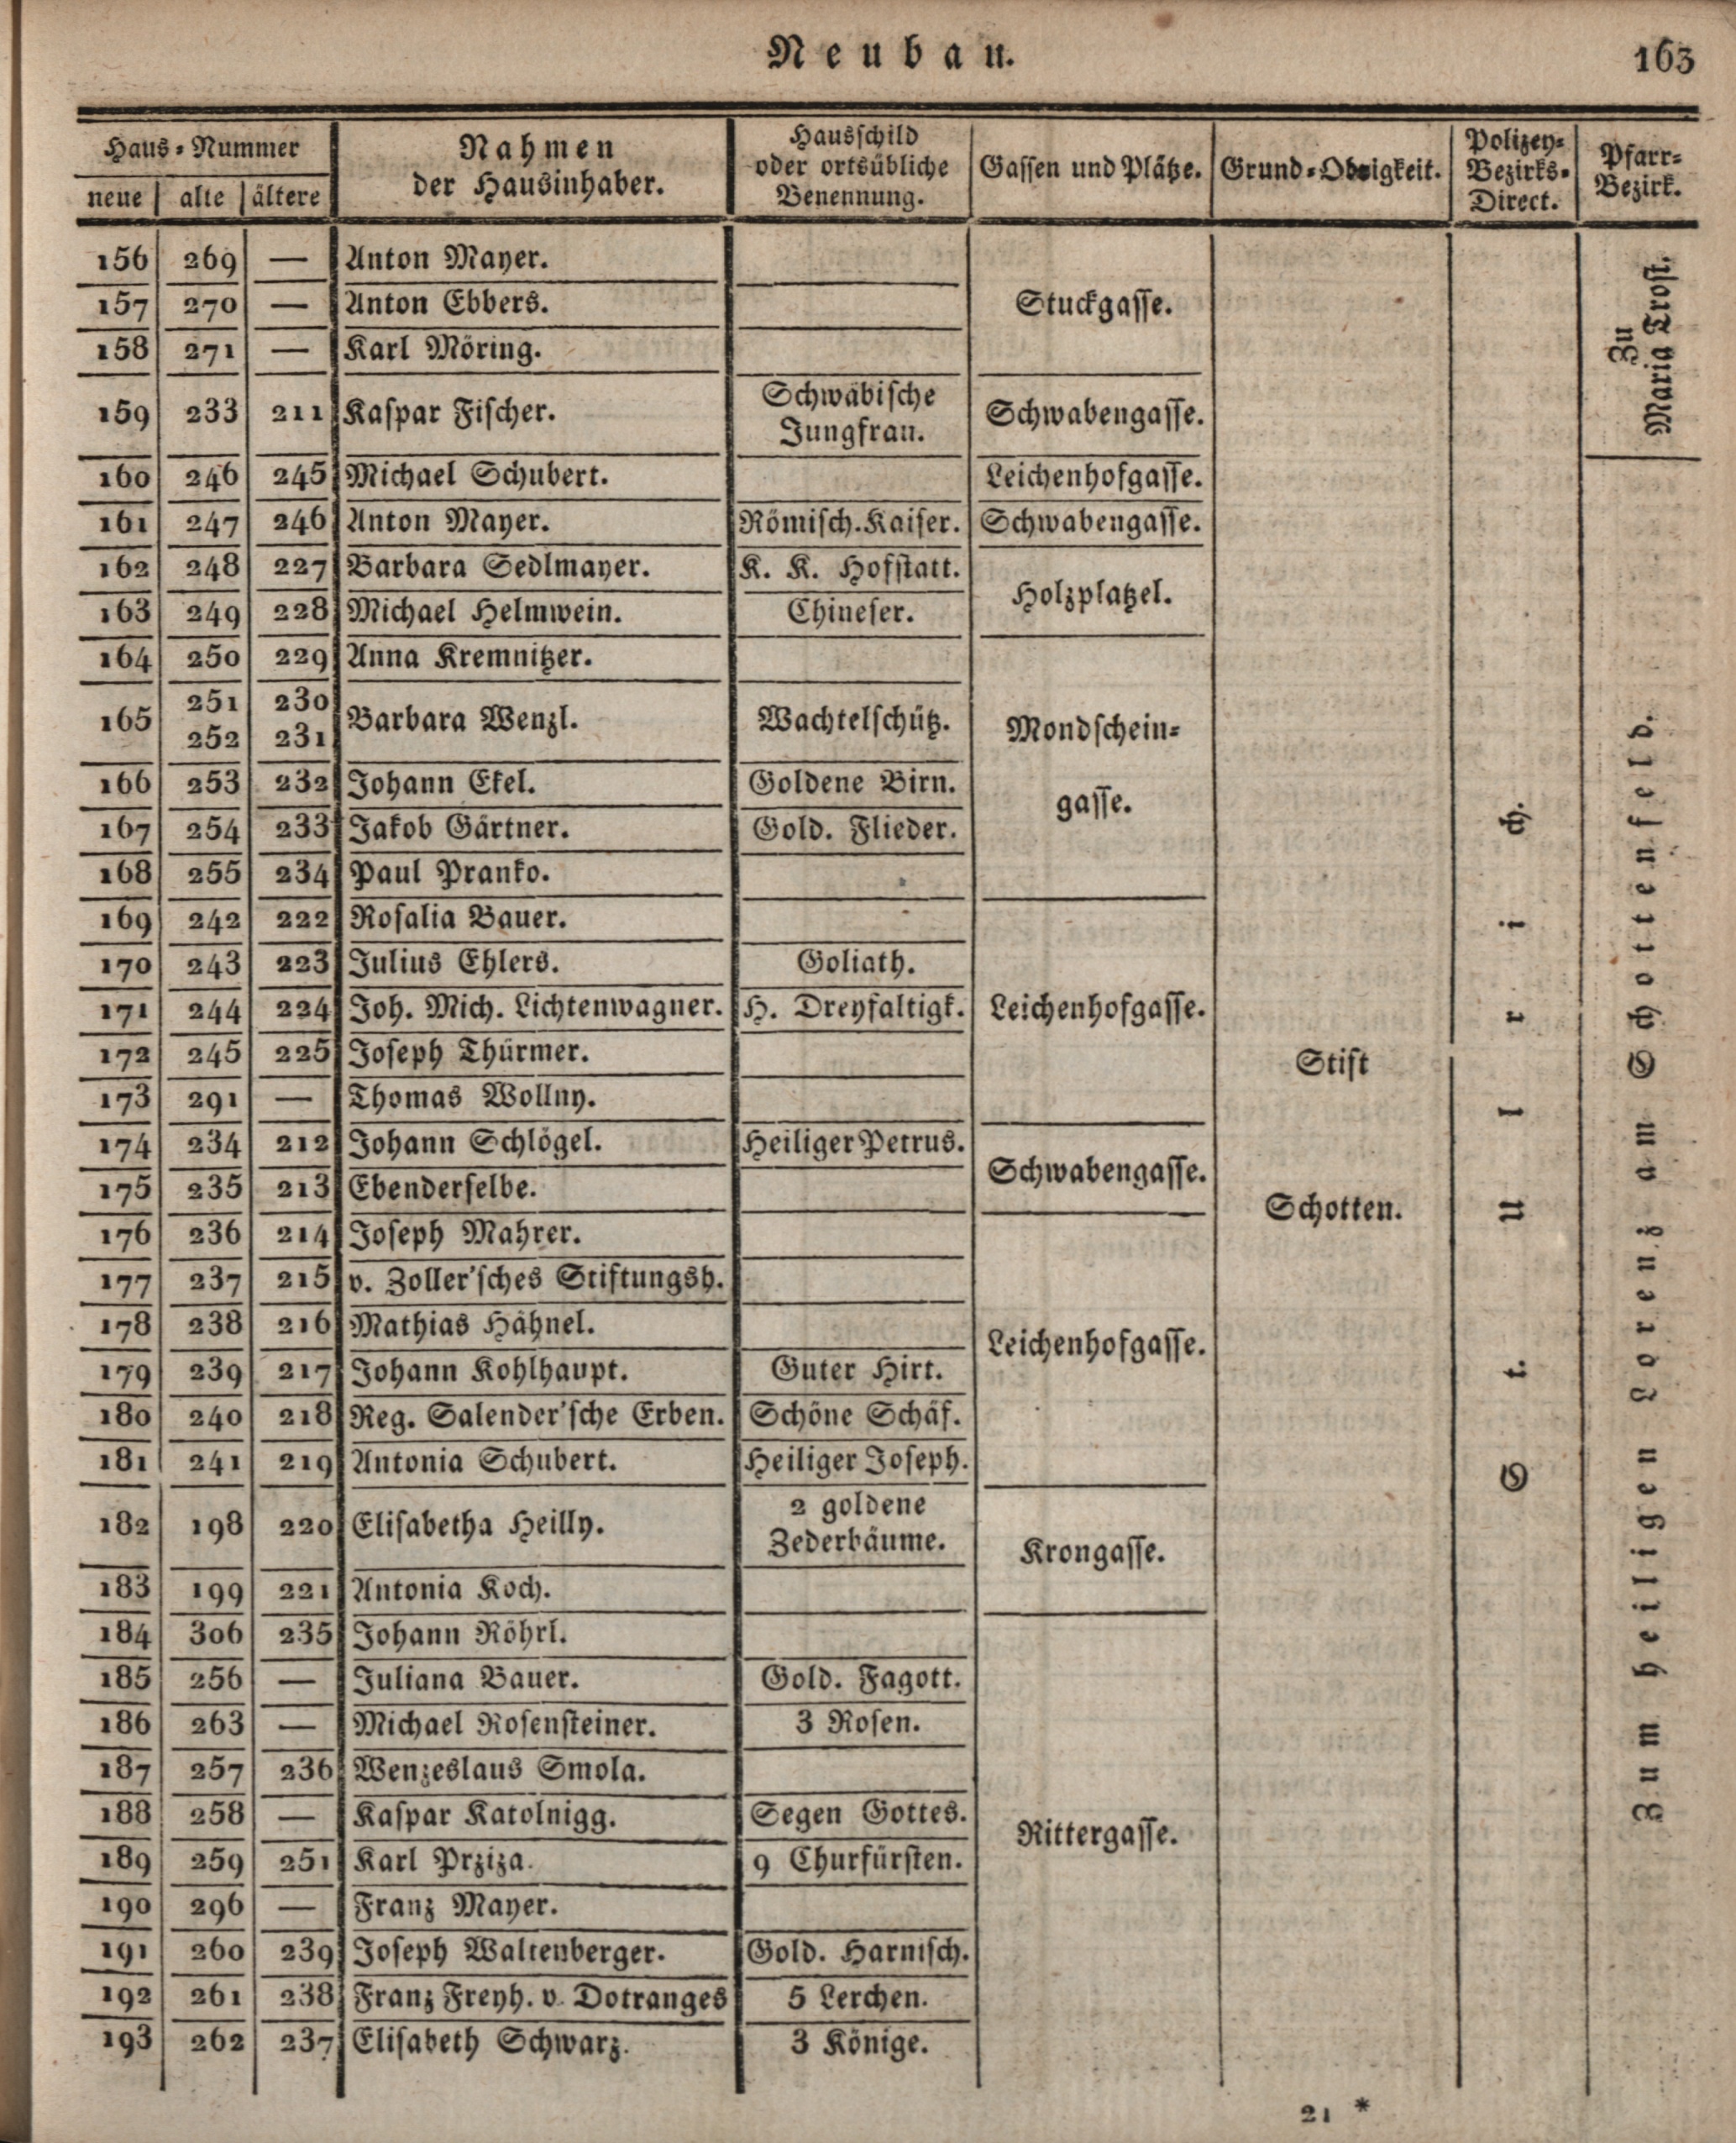 Neubau.
163
Haus-Nummer | Nahmen der Hausinhaber. | Hausschild oder ortsübliche Benennung. | Gassen und Plätze. | Grund-Obrigkeit. | Polizey-Bezirks-Direct. | Pfarr-Bezirk.
neue | alte | ältere
156 269 — Anton Mayer.
157 270 — Anton Ebbers. Stuckgasse.
158 271 — Karl Möring.
Zu Maria Trost.
159 233 211 Kaspar Fischer. Schwäbische Jungfrau. Schwabengasse.
160 246 245 Michael Schubert. Leichenhofgasse.
161 247 246 Anton Mayer. Römisch.Kaiser. Schwabengasse.
162 248 227 Barbara Sedlmayer. K. K. Hofstatt.
Holzplatzel.
163 249 228 Michael Helmwein. Chineser.
164 250 229 Anna Kremnitzer.
165 251 252 230 231 Barbara Wenzl. Wachtelschütz. Mondschein-
166 253 232 Johann Ekel. Goldene Birn.
gasse.
167 254 233 Jakob Gärtner. Gold. Flieder.
168 255 234 Paul Pranko.
169 242 222 Rosalia Bauer.
170 243 223 Julius Ehlers. Goliath.
171 244 224 Joh. Mich. Lichtenwagner. H. Dreyfaltigk. Leichenhofgasse.
172 245 225 Joseph Thürmer.
Stift
173 291 — Thomas Wollny.
174 234 212 Johann Schlögel. Heiliger Petrus.
Schwabengasse.
175 235 213 Ebenderselbe.
Schotten.
176 236 214 Joseph Mahrer.
177 237 215 v. Zoller'sches Stiftungsh.
178 238 216 Mathias Hähnel.
Leichenhofgasse.
179 239 217 Johann Kohlhaupt. Guter Hirt.
180 240 218 Reg. Salender'sche Erben. Schöne Schäf.
181 241 219 Antonia Schubert. Heiliger Joseph.
182 198 220 Elisabetha Heilly. 2 goldene Zederbäume.
Krongasse.
183 199 221 Antonia Koch.
184 306 235 Johann Röhrl.
185 256 — Juliana Bauer. Gold. Fagott.
186 263 — Michael Rosensteiner. 3 Rosen.
187 257 236 Wenzeslaus Smola.
188 258 — Kaspar Katolnigg. Segen Gottes.
Rittergasse.
189 259 251 Karl Prziza. 9 Churfürsten.
190 296 — Franz Mayer.
191 260 239 Joseph Waltenberger. Gold. Harnisch.
192 261 238 Franz Freyh. v. Dotranges 5 Lerchen.
193 262 237 Elisabeth Schwarz. 3 Könige.
St. Ulrich.
Zum heiligen Lorenz am Schottenfeld.
21 *